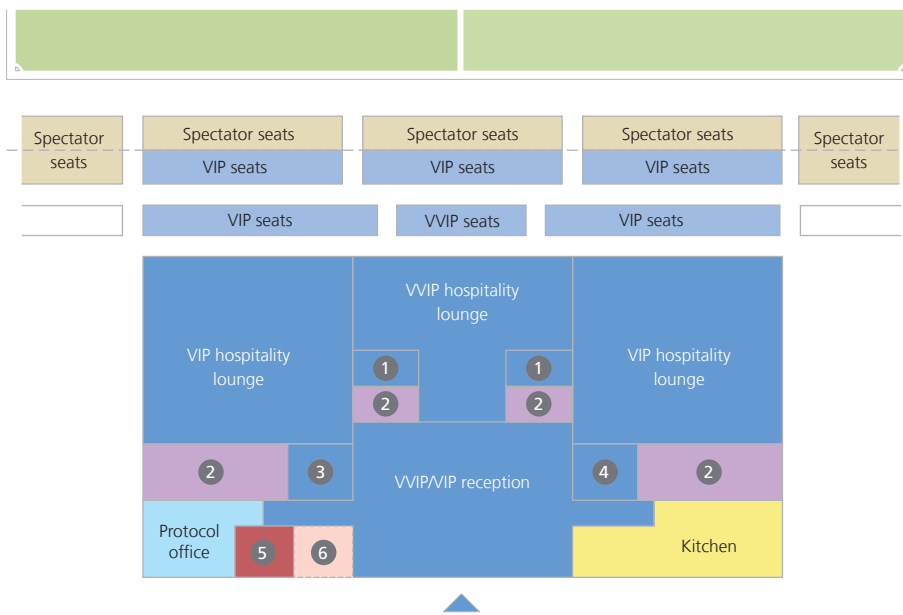 Spectator
seats
Spectator seats
VIP seats
Spectator seats
VIP seats
Spectator seats
VIP seats
Spectator
seats
VIP seats
VVIP seats
VIP seats
VVIP hospitality
lounge
VIP hospitality
lounge
VIP hospitality
lounge
1
1
2
2
2
3
VVIP/VIP reception
4
2
Protocol
office
5
6
Kitchen